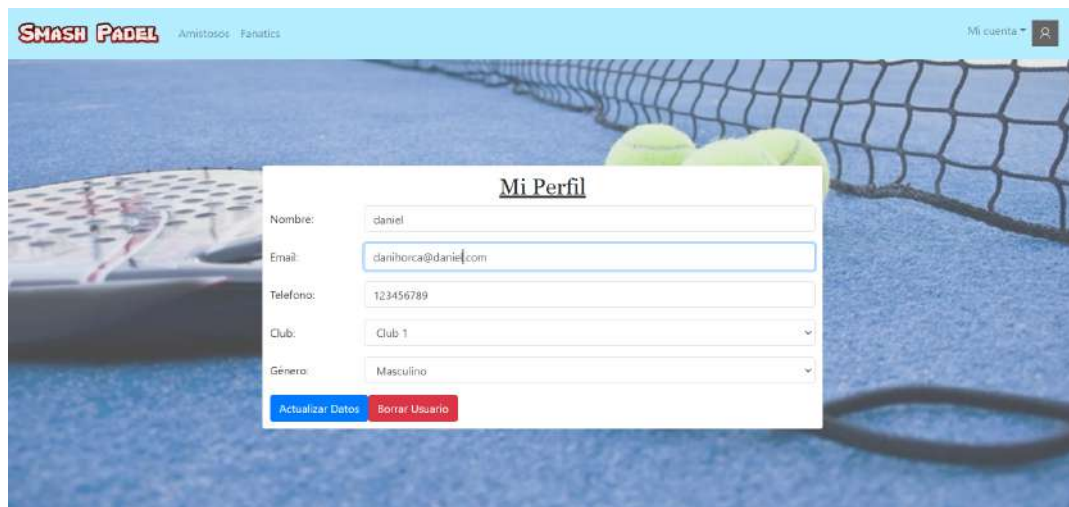 SMASH PADEL Amistosos Fanatics Mi cuenta
Mi Perfil
Nombre: daniel
Email: danihorca@daniel.com
Telefono: 123456789
Club: Club 1
Género: Masculino
Actualizar Datos Borrar Usuario